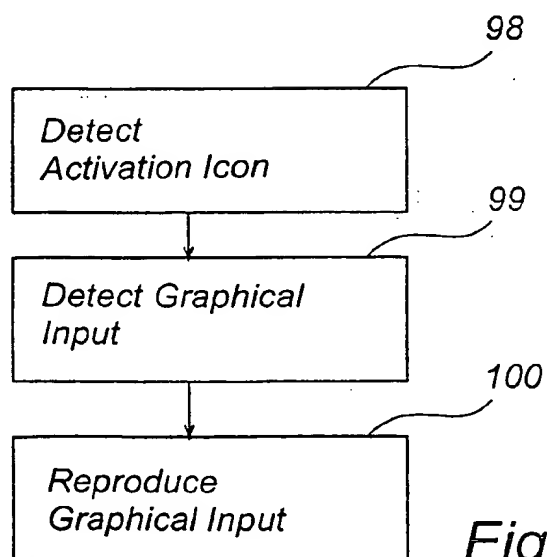 98
Detect
Activation Icon
99
Detect Graphical
Input
100
Reproduce
Graphical Input
Fig